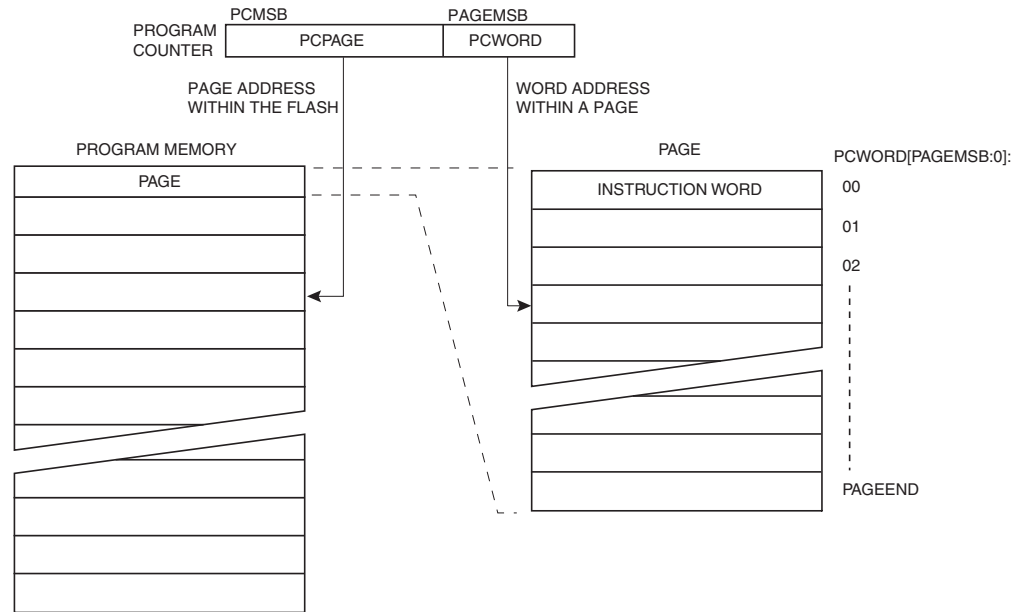 PCMSB
PAGEMSB
PROGRAM
COUNTER
PCPAGE
PCWORD
PAGE ADDRESS
WITHIN THE FLASH
WORD ADDRESS
WITHIN A PAGE
PROGRAM MEMORY
PAGE
PAGE
INSTRUCTION WORD
PCWORD[PAGEMSB:0]:
00
01
02
PAGEEND